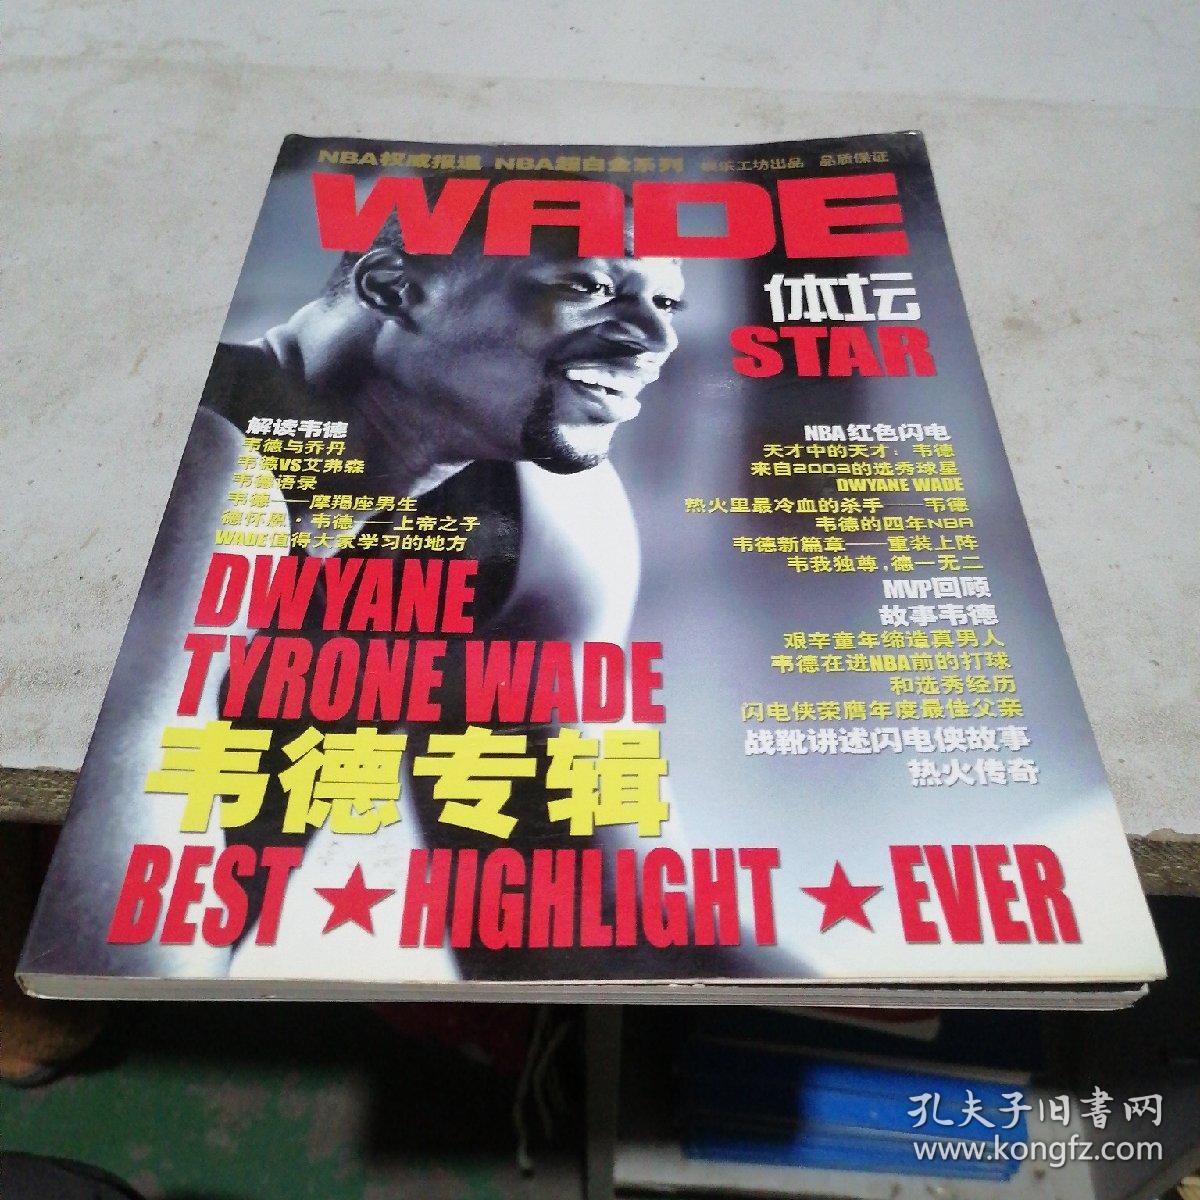 NBA权威报道 NBA超白金系列 娱乐工坊出品 品质保证
WADE
体坛
STAR
解读韦德
韦德与乔丹
韦德VS艾弗森
韦德语录
韦德——摩羯座男生
德怀恩·韦德——上帝之子
WADE值得大家学习的地方
NBA 红色闪电
天才中的天才：韦德
来自2003的选秀球星
DWYANE WADE
热火里最冷血的杀手——韦德
韦德的四年NBA
韦德新篇章——重装上阵
韦我独尊，德一无二
MVP回顾
故事韦德
艰辛童年缔造真男人
韦德在进NBA前的打球
和选秀经历
闪电侠荣膺年度最佳父亲
战靴讲述闪电侠故事
热火传奇
DWYANE
TYRONE WADE
韦德专辑
BEST ★ HIGHLIGHT ★ EVER
孔夫子旧書网
www.kongfz.com